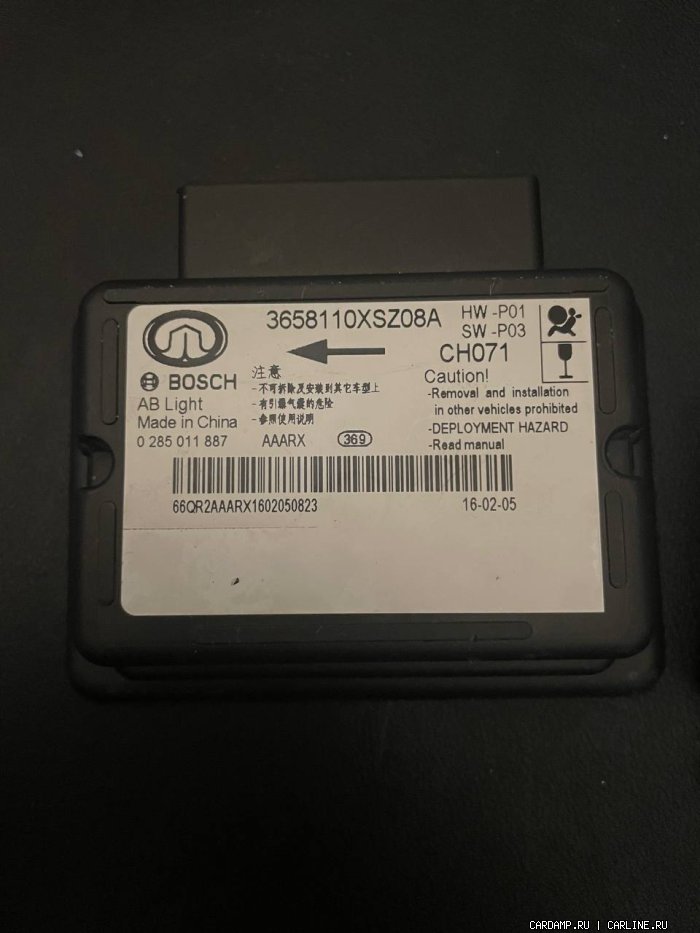 3658110XSZ08A
HW -P01
SW -P03
CH071
BOSCH
AB Light
Made in China
0 285 011 887
注意
-不可拆除及安装到其它车型上
-有引爆气囊的危险
-参照使用说明
AAARX
369
Caution!
-Removal and installation
in other vehicles prohibited
-DEPLOYMENT HAZARD
-Read manual
66QR2AAARX1602050823
16-02-05
CARDAMP.RU | CARLINE.RU